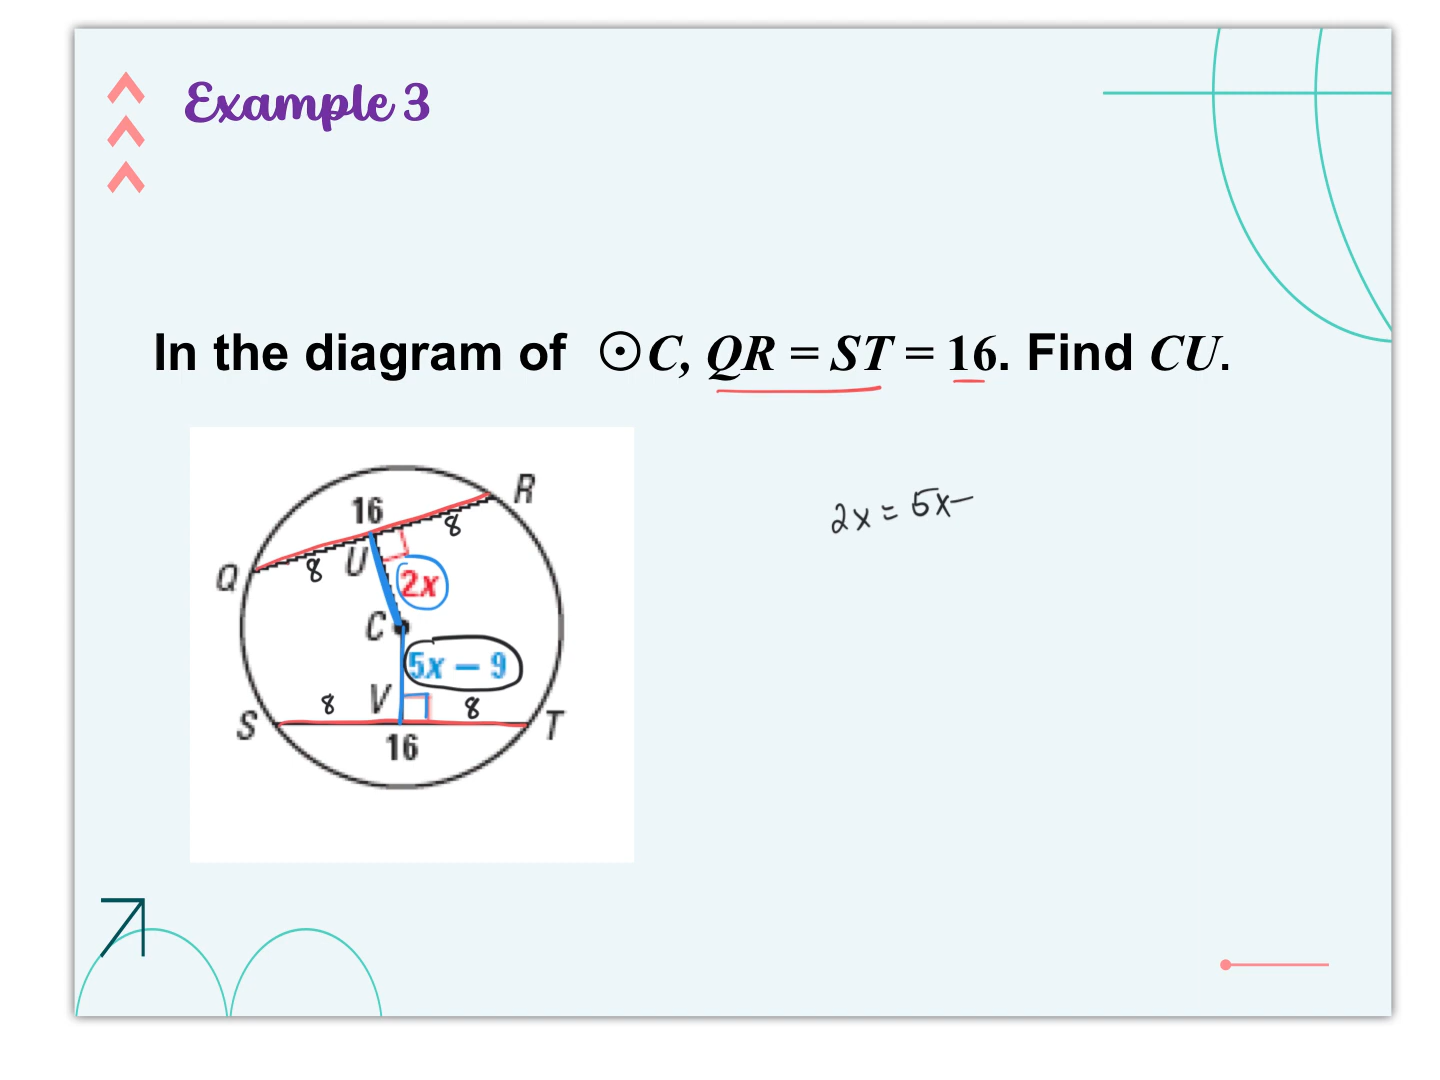 Example 3
In the diagram of ⊙C, QR = ST = 16. Find CU.
R
16
8
Q
8
U
2x
C
5x – 9
8
V
8
S
T
16
2x = 5x–